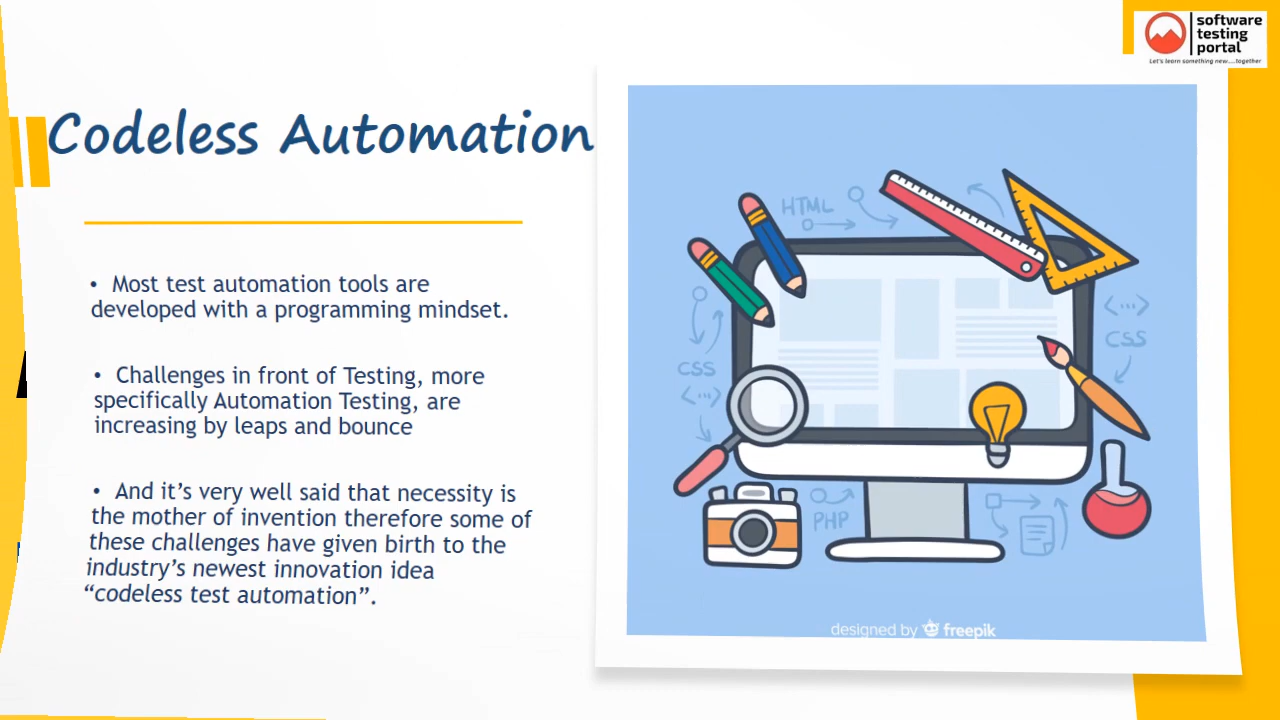 software
testing
portal
Let's learn something new....together
Codeless Automation
• Most test automation tools are
developed with a programming mindset.
• Challenges in front of Testing, more
specifically Automation Testing, are
increasing by leaps and bounce
• And it's very well said that necessity is
the mother of invention therefore some of
these challenges have given birth to the
industry's newest innovation idea
“codeless test automation”.
HTML
<...>
CSS
CSS
<...>
PHP
designed by freepik